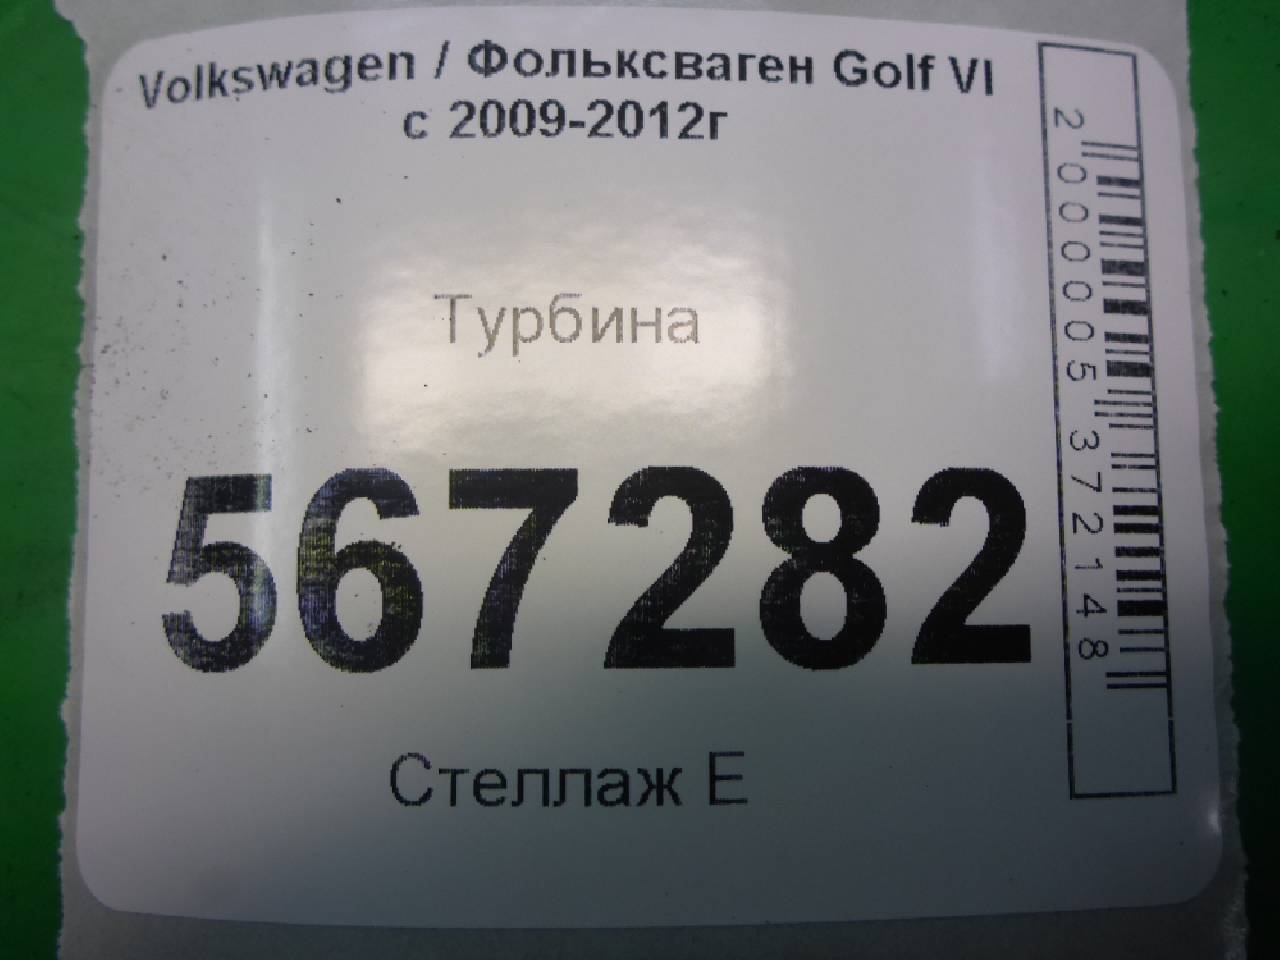 Volkswagen / Фольксваген Golf VI
с 2009-2012г
Турбина
567282
Стеллаж Е
2000005372148